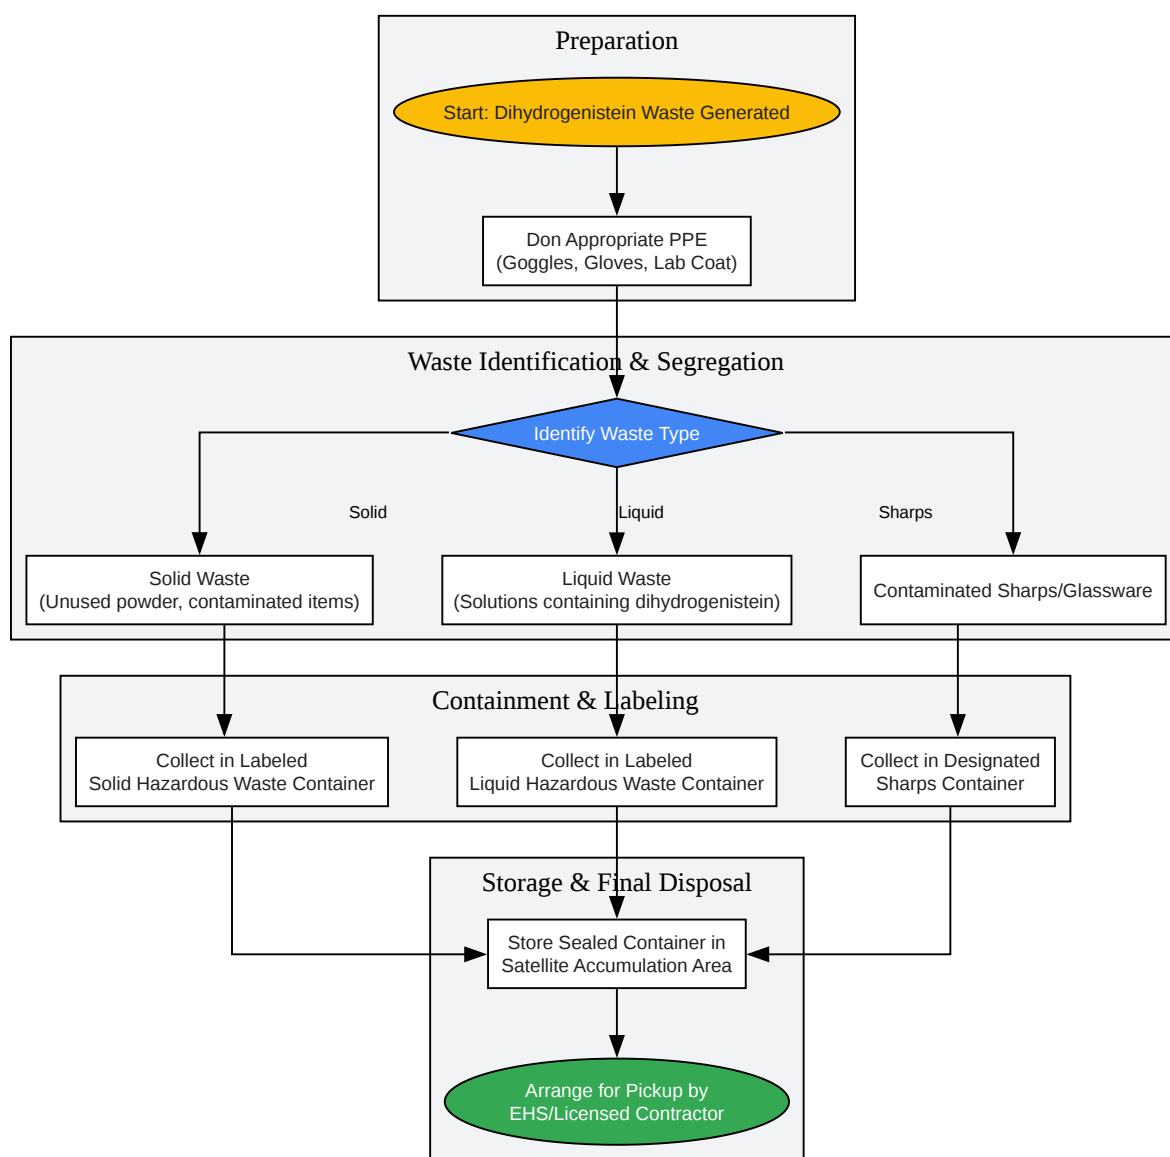 Preparation
Start: Dihydrogenistein Waste Generated
Don Appropriate PPE
(Goggles, Gloves, Lab Coat)
Waste Identification & Segregation
Identify Waste Type
Solid
Liquid
Sharps
Solid Waste
(Unused powder, contaminated items)
Liquid Waste
(Solutions containing dihydrogenistein)
Contaminated Sharps/Glassware
Containment & Labeling
Collect in Labeled
Solid Hazardous Waste Container
Collect in Labeled
Liquid Hazardous Waste Container
Collect in Designated
Sharps Container
Storage & Final Disposal
Store Sealed Container in
Satellite Accumulation Area
Arrange for Pickup by
EHS/Licensed Contractor